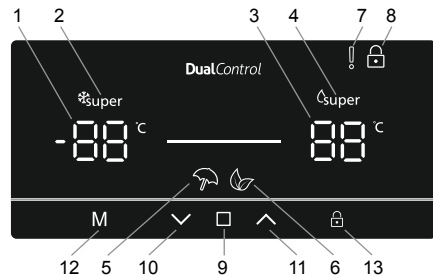 1 2 3 4 7 8
DualControl
super super
-88 °C 88 °C
M
12 5 10 9 11 6 13